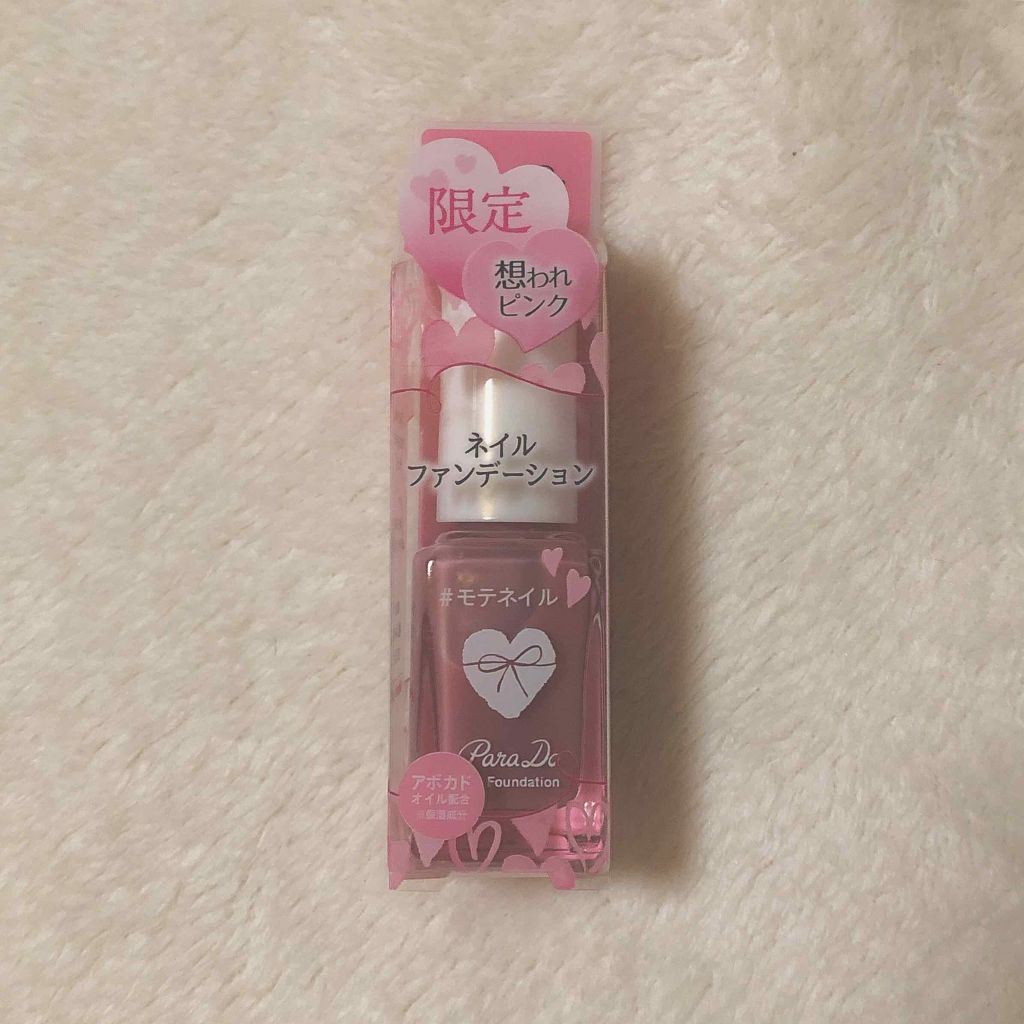 限定
想われ
ピンク
ネイル
ファンデーション
#モテネイル
Para Do
Foundation
アボカド
オイル配合
※保湿成分